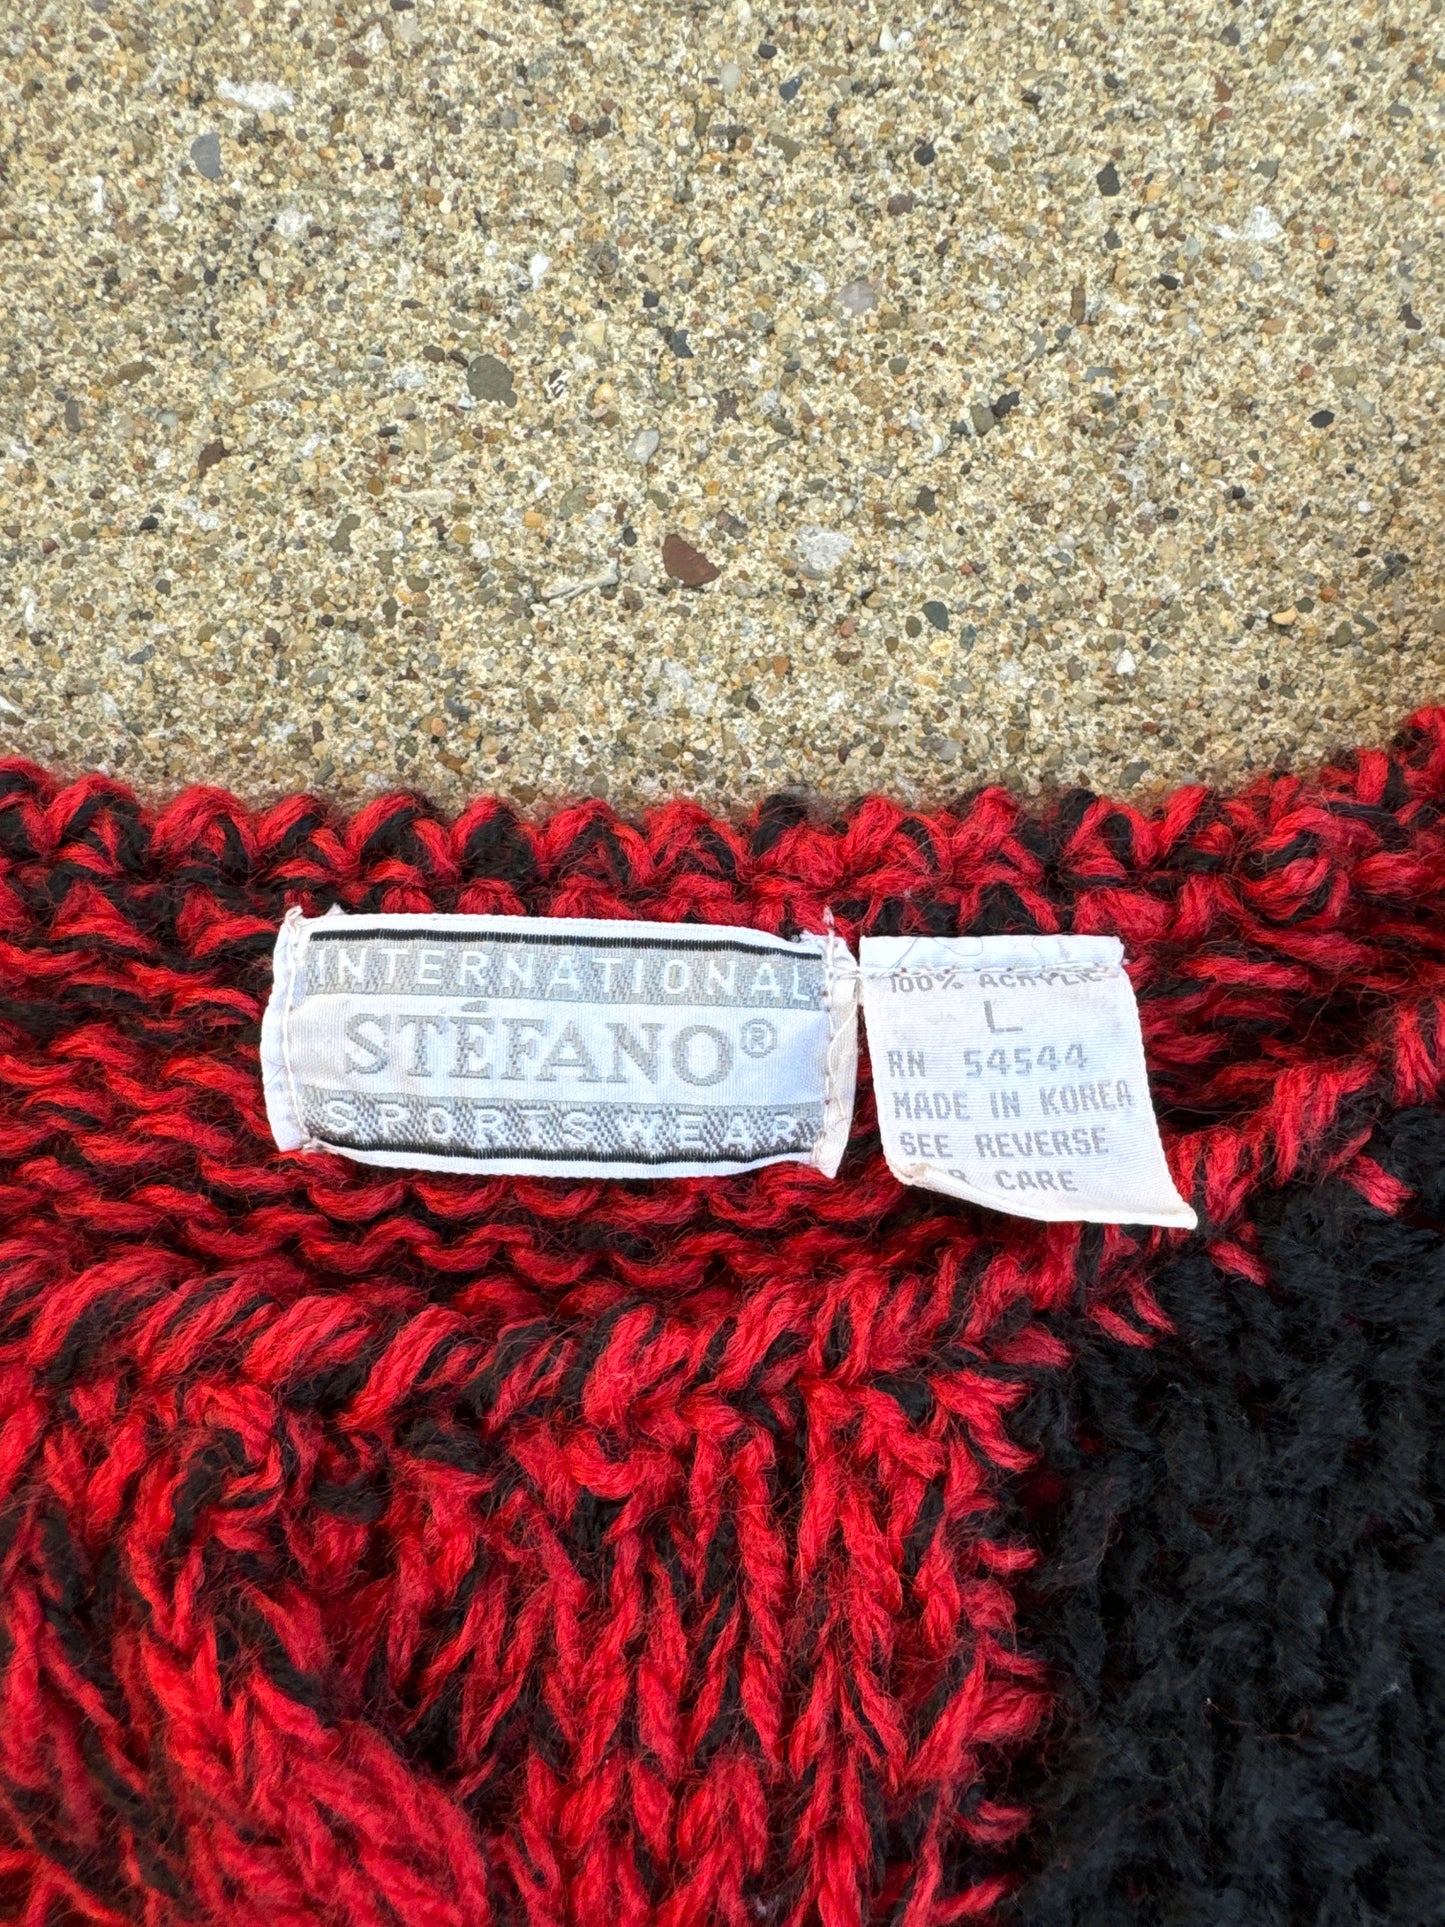 INTERNATIONAL
STÉFANO®
SPORTSWEAR
100% ACRYLIC
L
RN 54544
MADE IN KOREA
SEE REVERSE
CARE